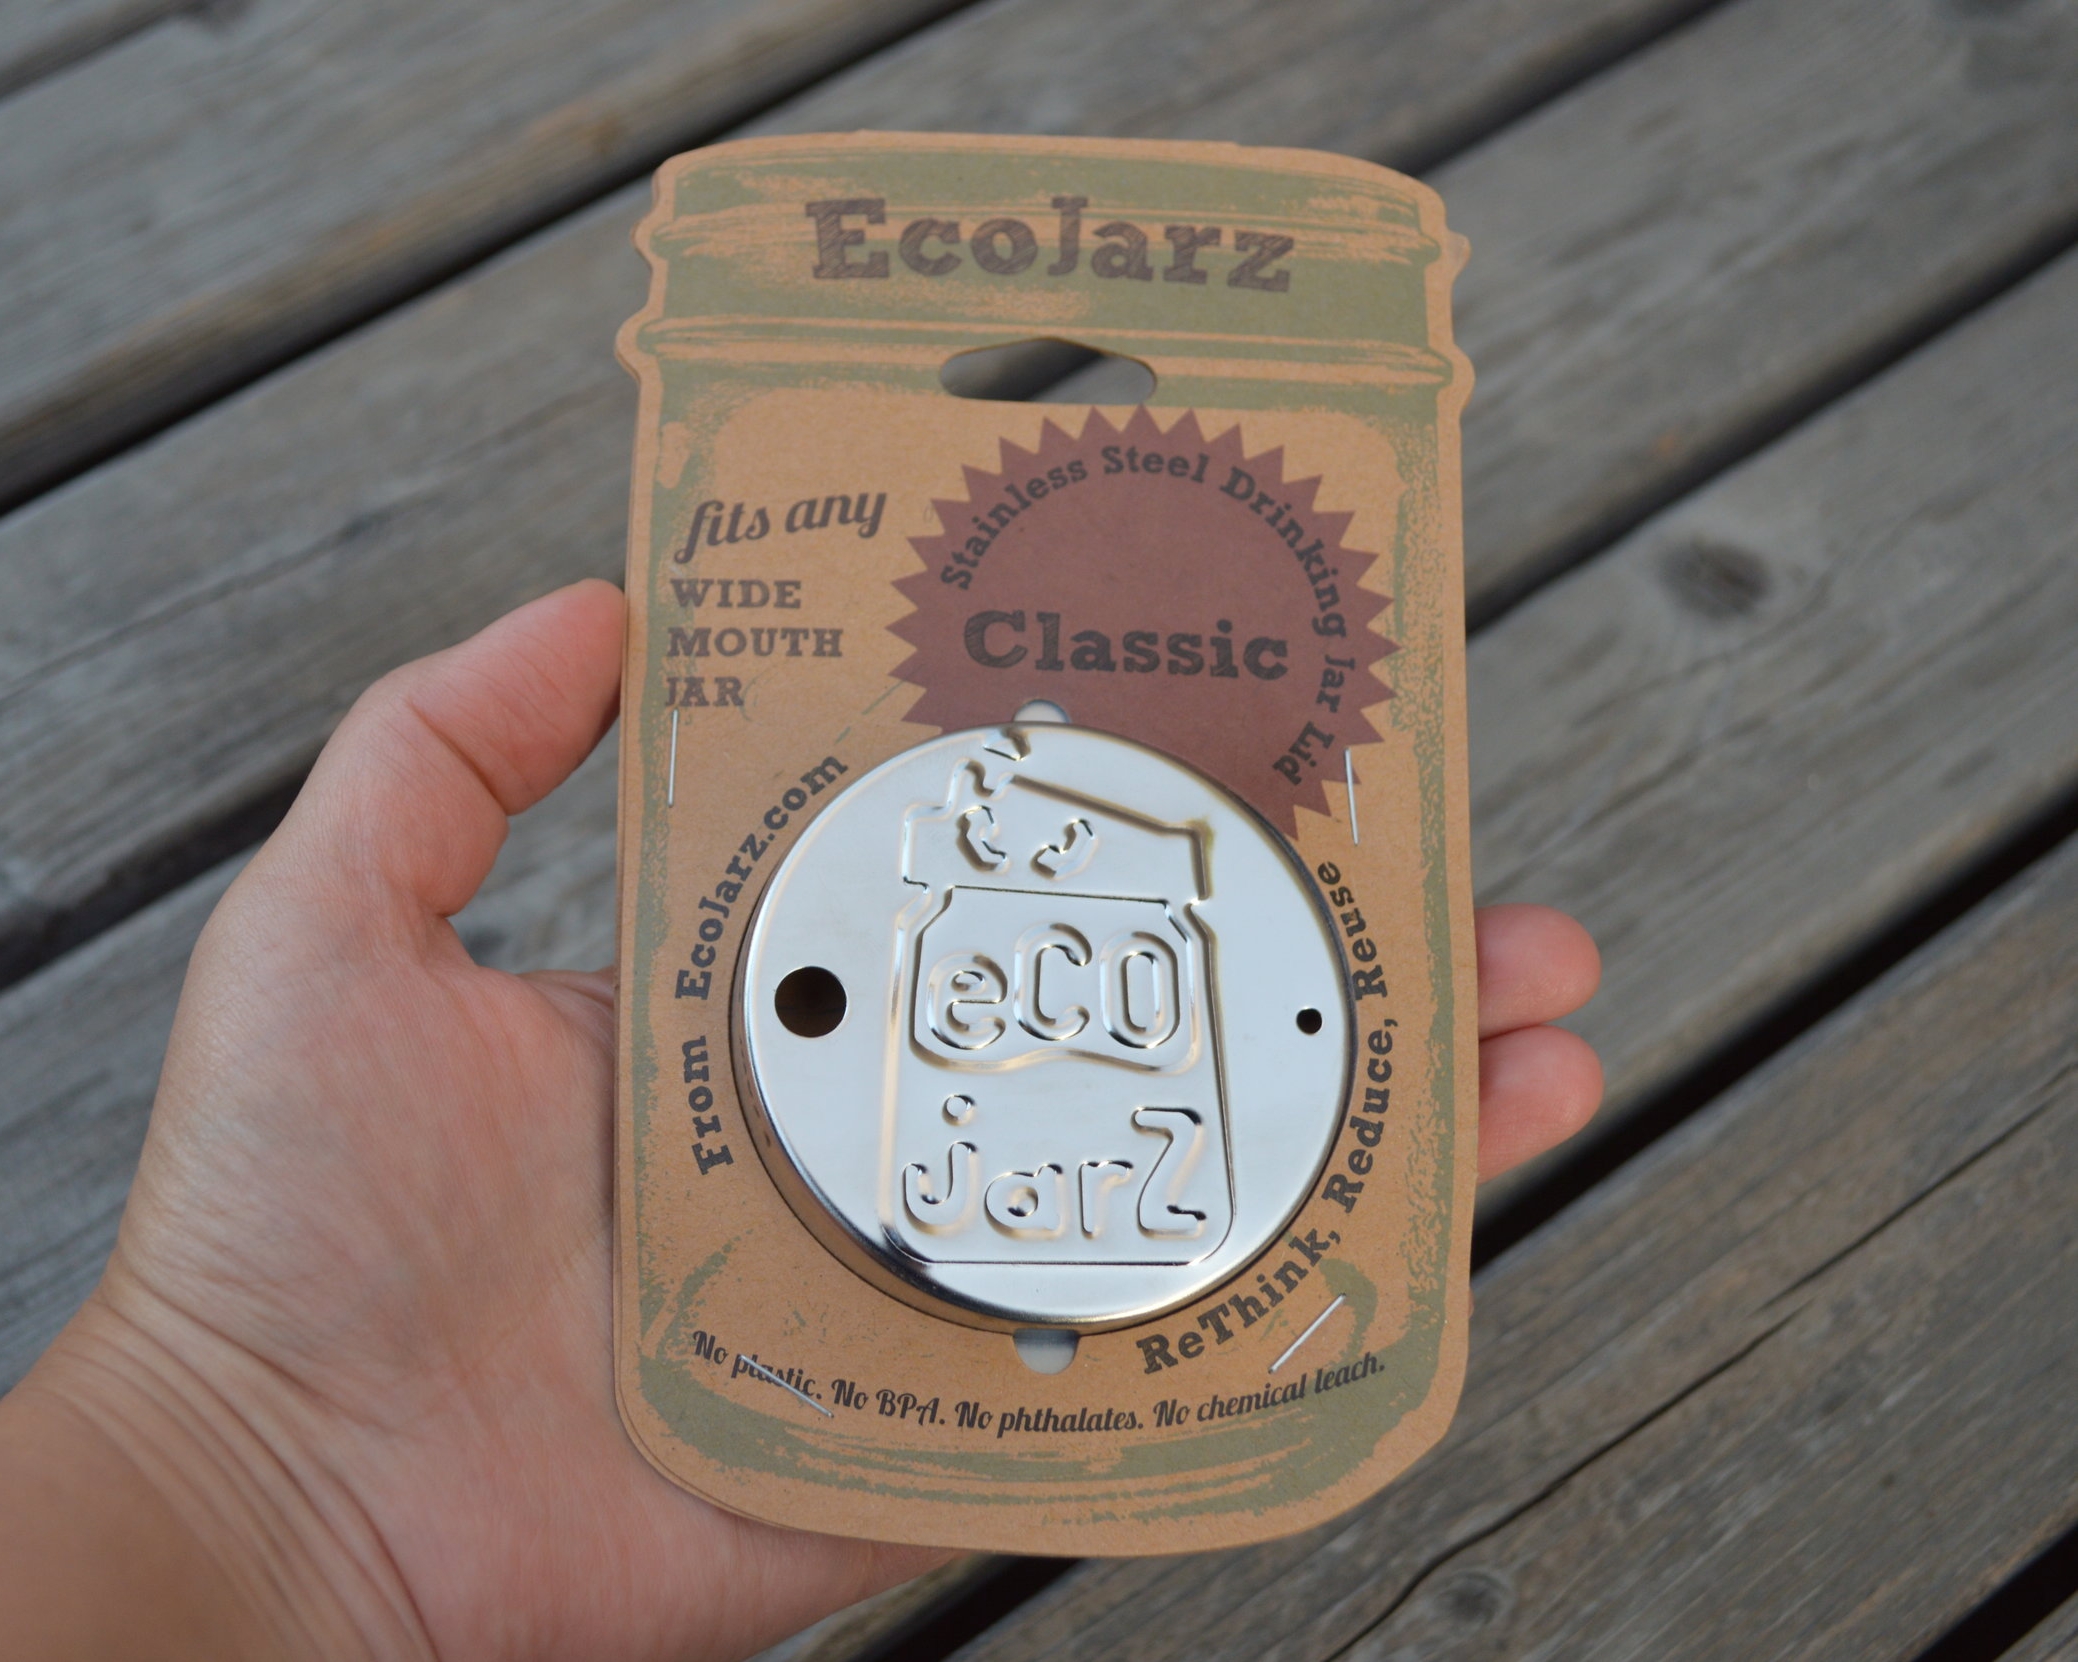 EcoJarz
fits any
WIDE
MOUTH
JAR
Stainless Steel Drinking Jar Lid
Classic
From EcoJarz.com
eco
jarz
ReThink, Reduce, Reuse
No plastic. No BPA. No phthalates. No chemical leach.